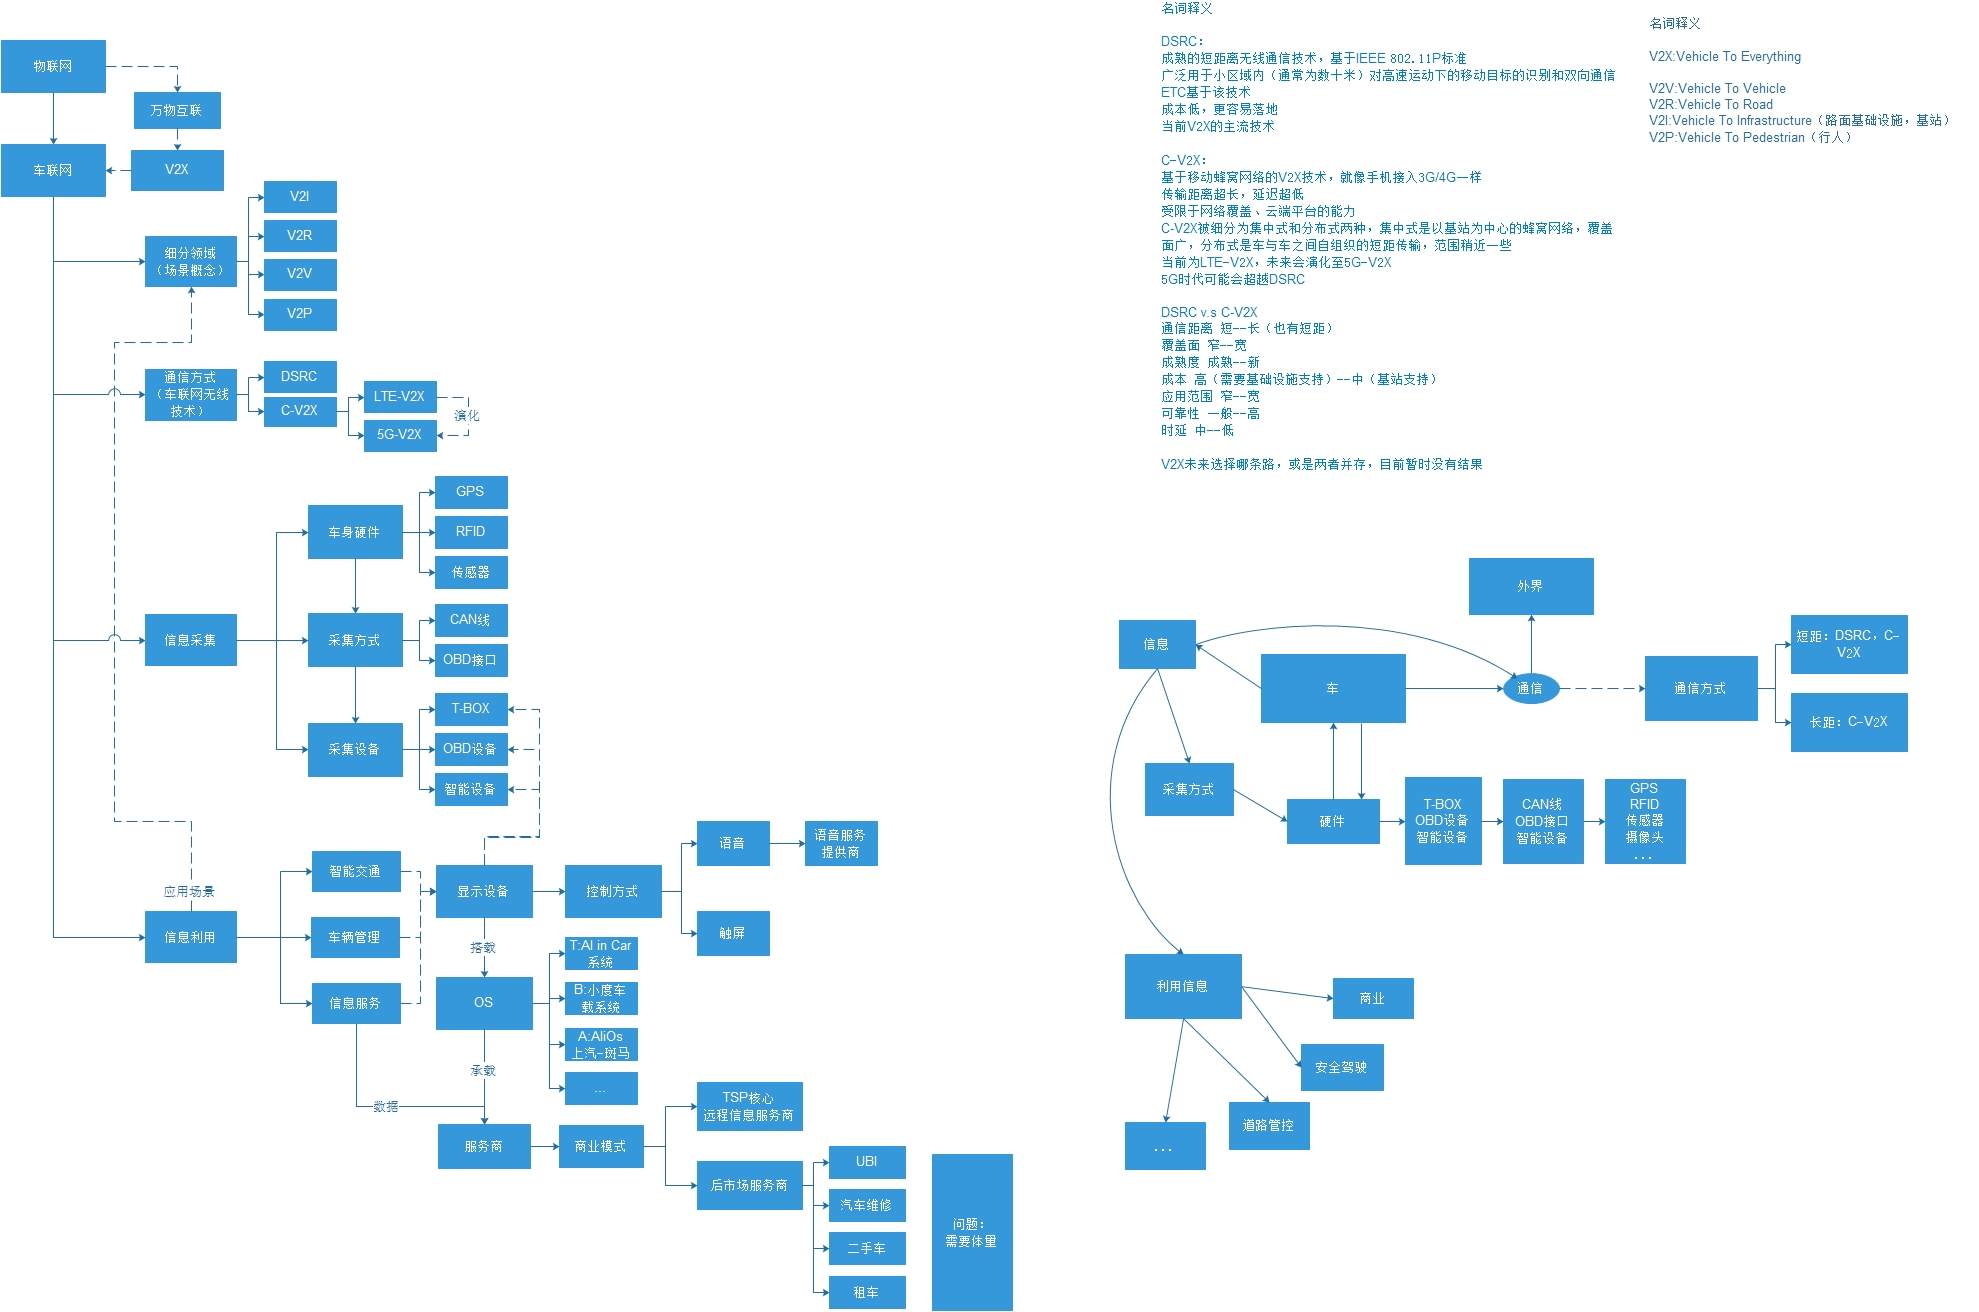 物联网
万物互联
车联网
V2X
细分领域
（场景概念）
V2I
V2R
V2V
V2P
通信方式
（车联网无线
技术）
DSRC
C-V2X
LTE-V2X
5G-V2X
演化
信息采集
车身硬件
GPS
RFID
传感器
采集方式
CAN线
OBD接口
采集设备
T-BOX
OBD设备
智能设备
应用场景
信息利用
智能交通
车辆管理
信息服务
显示设备
控制方式
语音
语音服务
提供商
触屏
搭载
OS
T:AI in Car
系统
B:小度车
载系统
A:AliOs
上汽-斑马
...
承载
数据
服务商
商业模式
TSP核心
远程信息服务商
后市场服务商
UBI
汽车维修
二手车
租车
问题：
需要体量
名词释义
DSRC：
成熟的短距离无线通信技术，基于IEEE 802.11P标准
广泛用于小区域内（通常为数十米）对高速运动下的移动目标的识别和双向通信
ETC基于该技术
成本低，更容易落地
当前V2X的主流技术
C-V2X：
基于移动蜂窝网络的V2X技术，就像手机接入3G/4G一样
传输距离超长，延迟超低
受限于网络覆盖、云端平台的能力
C-V2X被细分为集中式和分布式两种，集中式是以基站为中心的蜂窝网络，覆盖
面广，分布式是车与车之间自组织的短距传输，范围稍近一些
当前为LTE-V2X，未来会演化至5G-V2X
5G时代可能会超越DSRC
DSRC v.s C-V2X
通信距离 短--长（也有短距）
覆盖面 窄--宽
成熟度 成熟--新
成本 高（需要基础设施支持）--中（基站支持）
应用范围 窄--宽
可靠性 一般--高
时延 中--低
V2X未来选择哪条路，或是两者并存，目前暂时没有结果
名词释义
V2X:Vehicle To Everything
V2V:Vehicle To Vehicle
V2R:Vehicle To Road
V2I:Vehicle To Infrastructure（路面基础设施，基站）
V2P:Vehicle To Pedestrian（行人）
外界
信息
车
通信
通信方式
短距：DSRC，C-
V2X
长距：C-V2X
采集方式
硬件
T-BOX
OBD设备
智能设备
CAN线
OBD接口
智能设备
GPS
RFID
传感器
摄像头
...
利用信息
商业
安全驾驶
道路管控
...